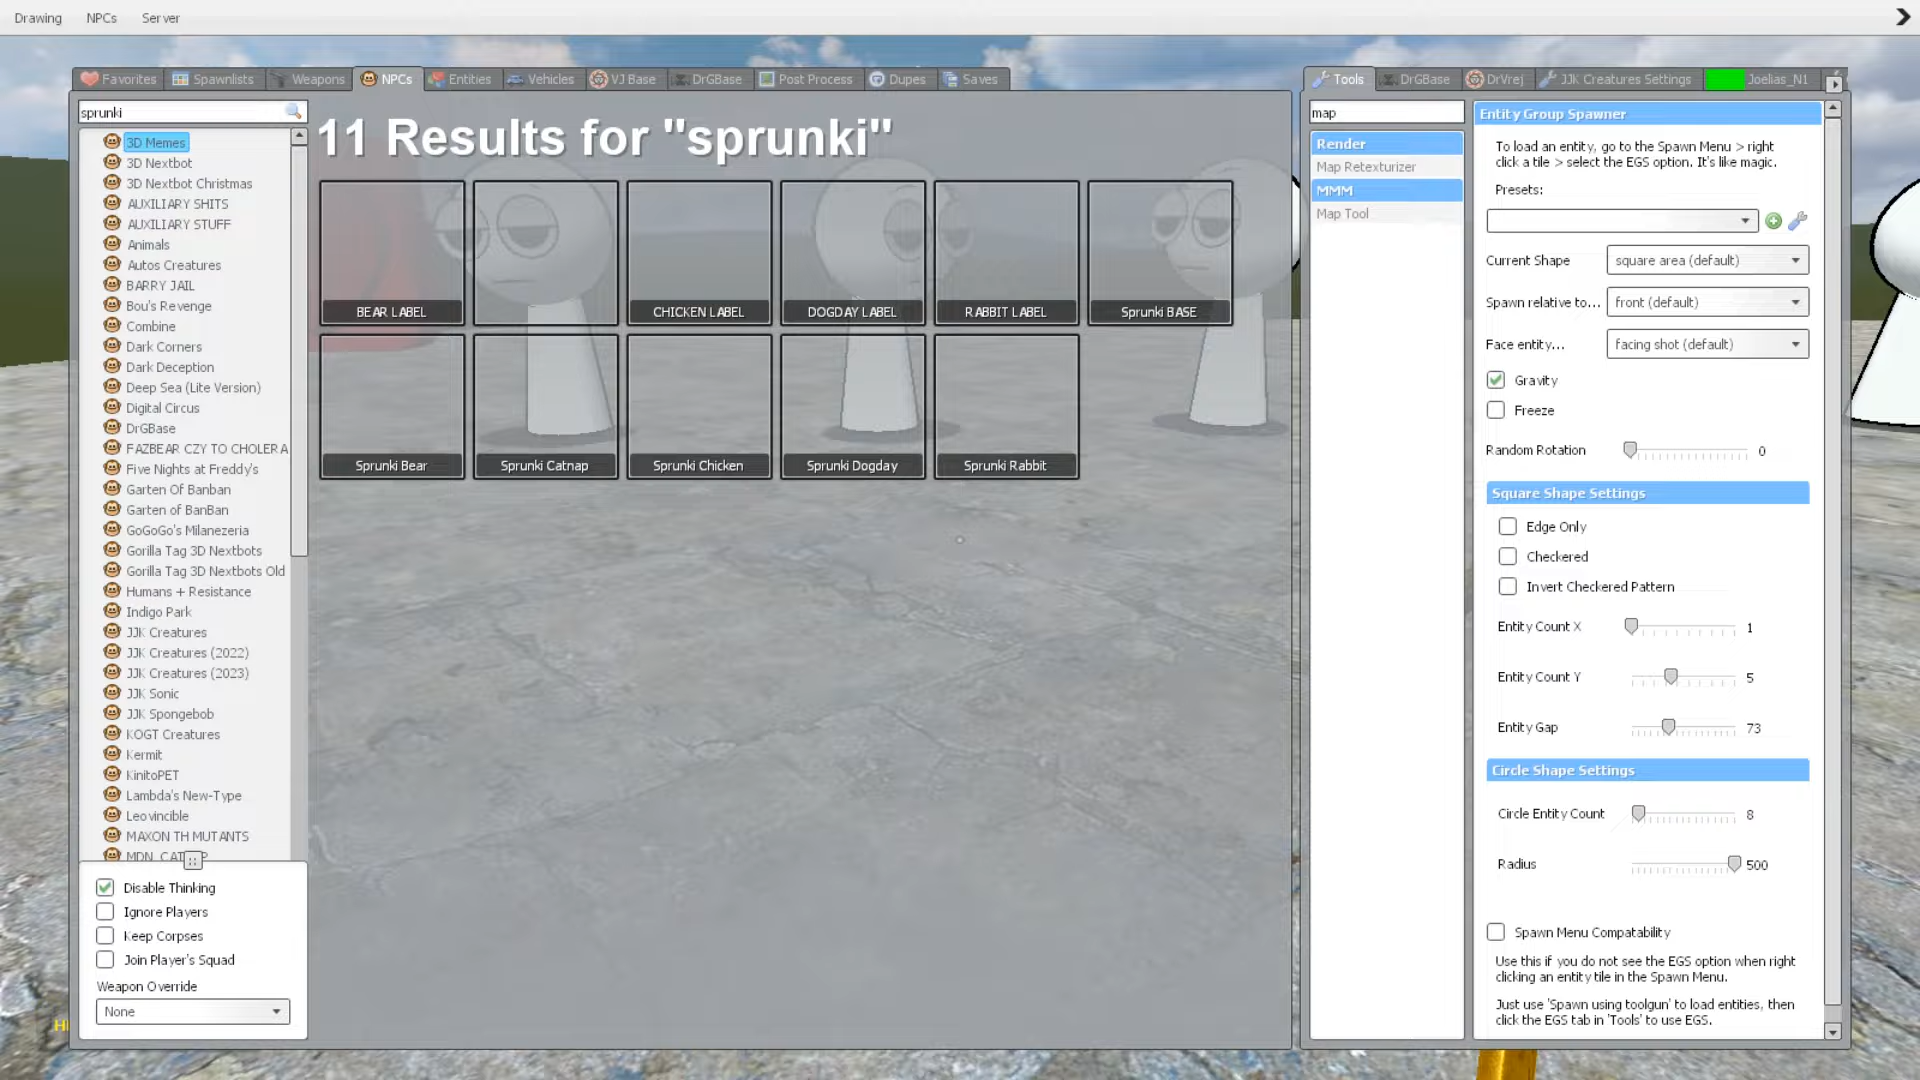 Drawing NPCs Server
Favorites Spawnlists Weapons NPCs Entities Vehicles VJ Base DrGBase Post Process Dupes Saves
sprunki
3D Memes
3D Nextbot
3D Nextbot Christmas
AUXILIARY SHITS
AUXILIARY STUFF
Animals
Autos Creatures
BARRY JAIL
Bou's Revenge
Combine
Dark Corners
Dark Deception
Deep Sea (Lite Version)
Digital Circus
DrGBase
FAZBEAR CZY TO CHOLERA
Five Nights at Freddy's
Garten Of Banban
Garten of BanBan
GoGoGo's Milanezeria
Gorilla Tag 3D Nextbots
Gorilla Tag 3D Nextbots Old
Humans + Resistance
Indigo Park
JJK Creatures
JJK Creatures (2022)
JJK Creatures (2023)
JJK Sonic
JJK Spongebob
KOGT Creatures
Kermit
KinitoPET
Lambda's New-Type
Leovincible
MAXON TH MUTANTS
Disable Thinking
Ignore Players
Keep Corpses
Join Player's Squad
Weapon Override
None
11 Results for "sprunki"
BEAR LABEL CHICKEN LABEL DOGDAY LABEL RABBIT LABEL Sprunki BASE
Sprunki Bear Sprunki Catnap Sprunki Chicken Sprunki Dogday Sprunki Rabbit
Tools DrGBase DrVrej JJK Creatures Settings Joelias_N1
map
Render
Map Retexturizer
MMM
Map Tool
Entity Group Spawner
To load an entity, go to the Spawn Menu > right
click a tile > select the EGS option. It's like magic.
Presets:
Current Shape square area (default)
Spawn relative to... front (default)
Face entity... facing shot (default)
Gravity
Freeze
Random Rotation 0
Square Shape Settings
Edge Only
Checkered
Invert Checkered Pattern
Entity Count X 1
Entity Count Y 5
Entity Gap 73
Circle Shape Settings
Circle Entity Count 8
Radius 500
Spawn Menu Compatability
Use this if you do not see the EGS option when right
clicking an entity tile in the Spawn Menu.
Just use 'Spawn using toolgun' to load entities, then
click the EGS tab in 'Tools' to use EGS.